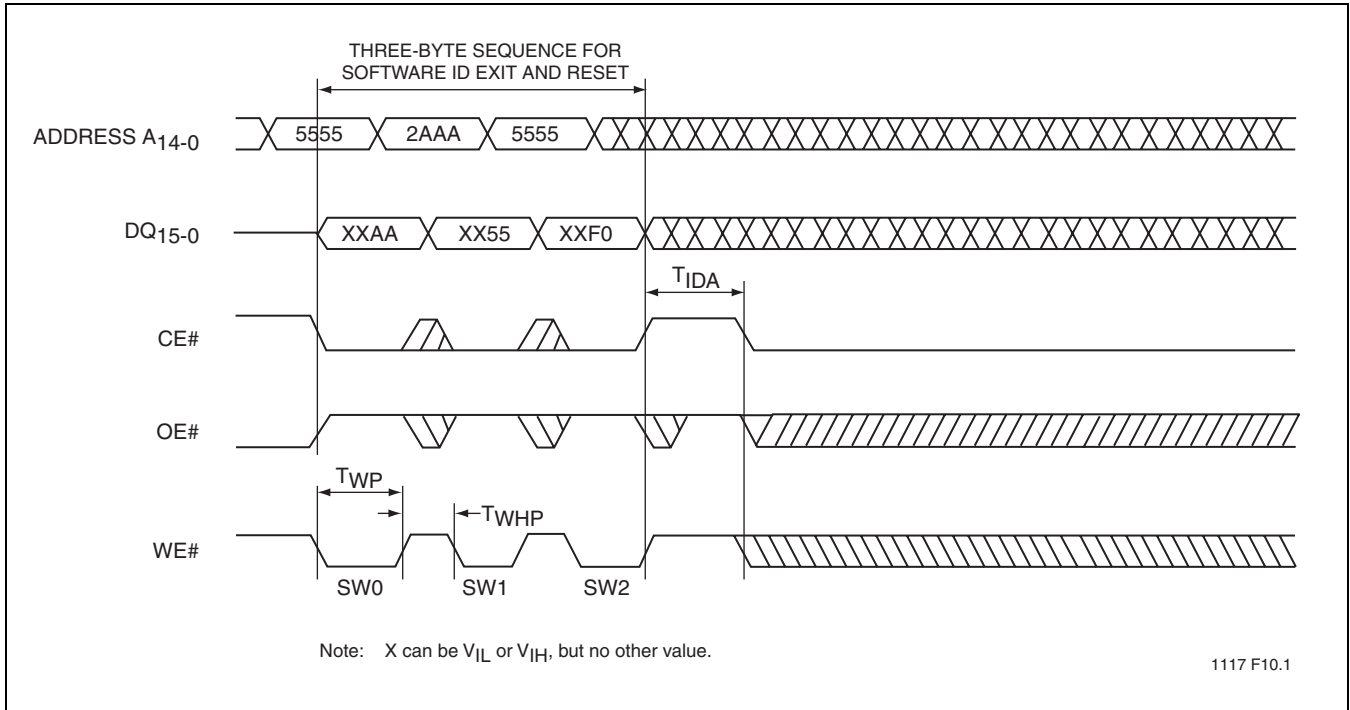 THREE-BYTE SEQUENCE FOR
SOFTWARE ID EXIT AND RESET
ADDRESS A14-0
5555
2AAA
5555
DQ15-0
XXAA
XX55
XXF0
TIDA
CE#
OE#
TWP
TWHP
WE#
SW0
SW1
SW2
Note: X can be VIL or VIH, but no other value.
1117 F10.1